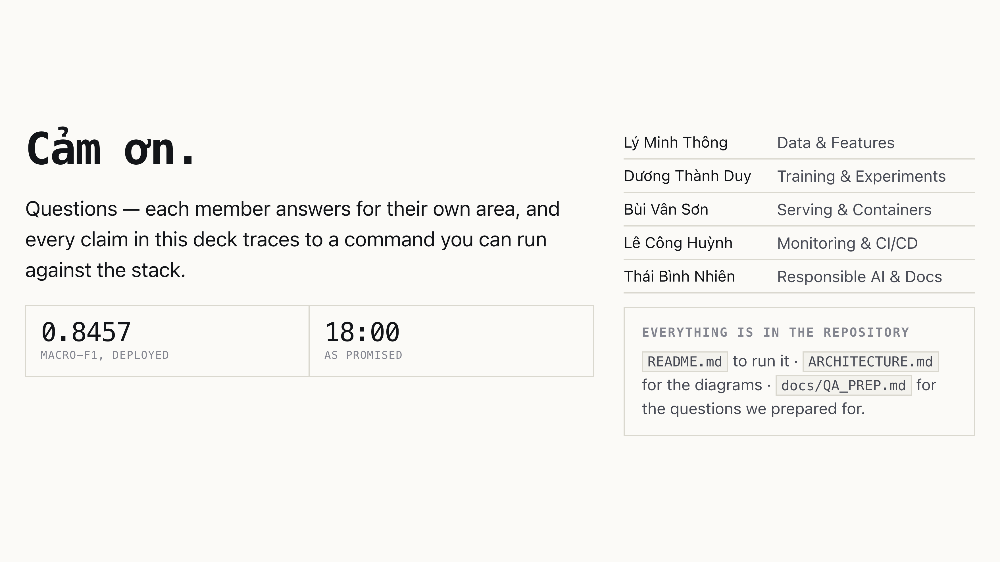 Cảm ơn.
Questions — each member answers for their own area, and
every claim in this deck traces to a command you can run
against the stack.
0.8457
MACRO–F1, DEPLOYED
18:00
AS PROMISED
Lý Minh Thông Data & Features
Dương Thành Duy Training & Experiments
Bùi Vân Sơn Serving & Containers
Lê Công Huỳnh Monitoring & CI/CD
Thái Bình Nhiên Responsible AI & Docs
EVERYTHING IS IN THE REPOSITORY
README.md to run it · ARCHITECTURE.md
for the diagrams · docs/QA_PREP.md for
the questions we prepared for.